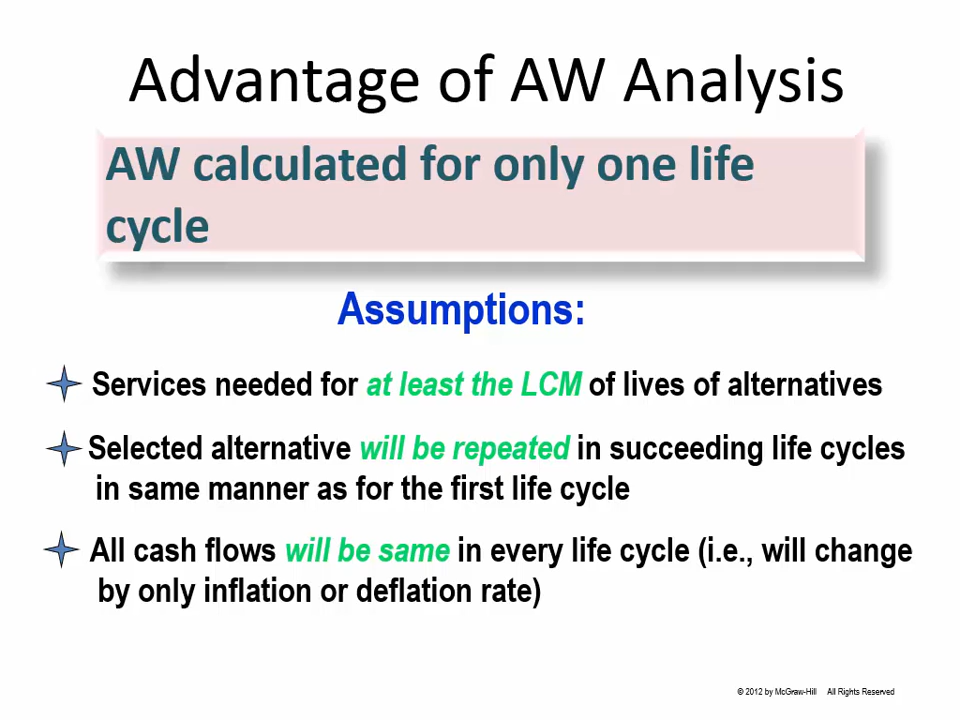 Advantage of AW Analysis
AW calculated for only one life
cycle
Assumptions:
Services needed for at least the LCM of lives of alternatives
Selected alternative will be repeated in succeeding life cycles
in same manner as for the first life cycle
All cash flows will be same in every life cycle (i.e., will change
by only inflation or deflation rate)
© 2012 by McGraw-Hill All Rights Reserved